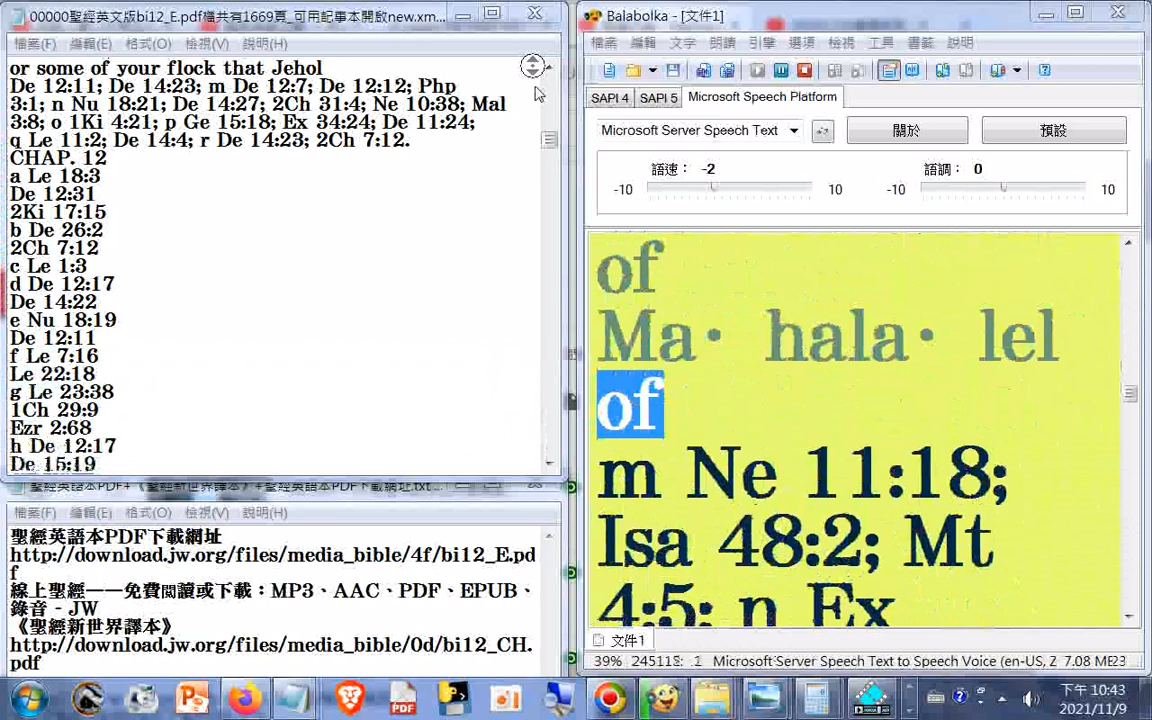 00000聖經英文版bi12_E.pdf檔共有1669頁_可用記事本開啟new.xm...
檔案(F) 編輯(E) 格式(O) 檢視(V) 說明(H)
or some of your flock that Jehol
De 12:11; De 14:23; m De 12:7; De 12:12; Php
3:1; n Nu 18:21; De 14:27; 2Ch 31:4; Ne 10:38; Mal
3:8; o 1Ki 4:21; p Ge 15:18; Ex 34:24; De 11:24;
q Le 11:2; De 14:4; r De 14:23; 2Ch 7:12.
CHAP. 12
a Le 18:3
De 12:31
2Ki 17:15
b De 26:2
2Ch 7:12
c Le 1:3
d De 12:17
De 14:22
e Nu 18:19
De 12:11
f Le 7:16
Le 22:18
g Le 23:38
1Ch 29:9
Ezr 2:68
h De 12:17
De 15:19
聖經英語本PDF+《聖經新世界譯本》+聖經英語本PDF下載網址.txt...
檔案(F) 編輯(E) 格式(O) 檢視(V) 說明(H)
聖經英語本PDF下載網址
http://download.jw.org/files/media_bible/4f/bi12_E.pd
f
線上聖經——免費閱讀或下載：MP3、AAC、PDF、EPUB、
錄音 - JW
《聖經新世界譯本》
http://download.jw.org/files/media_bible/0d/bi12_CH.
pdf
Balabolka - [文件1]
檔案 編輯 文字 朗讀 引擎 選項 檢視 工具 書籤 說明
SAPI 4 SAPI 5 Microsoft Speech Platform
Microsoft Server Speech Text 關於 預設
語速： -2 語調： 0
-10 10 -10 10
of
Ma· hala· lel
of
m Ne 11:18;
Isa 48:2; Mt
4:5; n Ex
文件1
39% Microsoft Server Speech Text to Speech Voice (en-US, Z 7.08 ME23
PDF
下午 10:43
2021/11/9